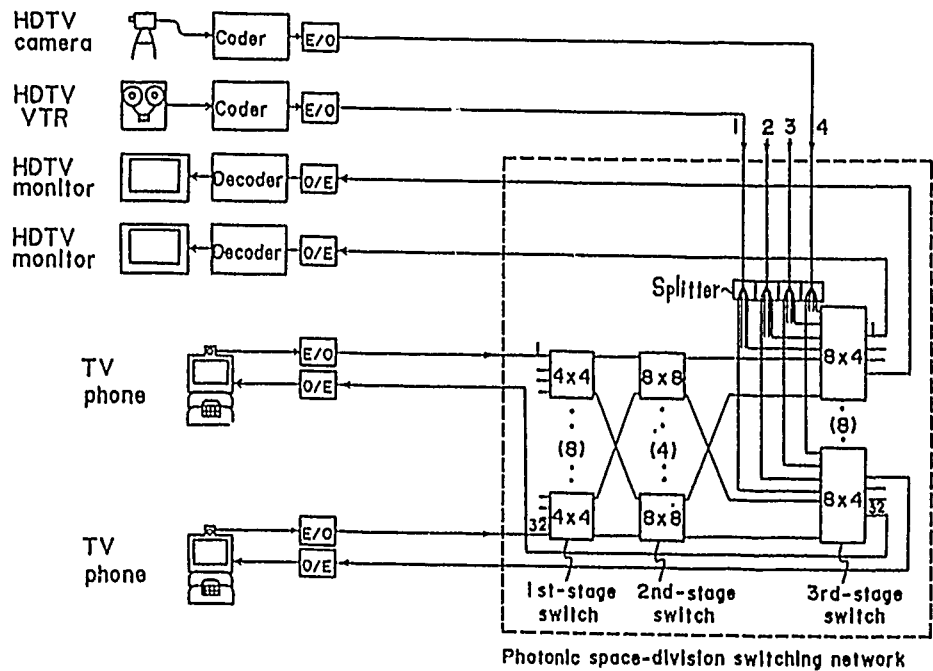 HDTV
camera
Coder
E/O
HDTV
VTR
Coder
E/O
1 2 3 4
HDTV
monitor
Decoder
O/E
HDTV
monitor
Decoder
O/E
Splitter
8x4
1
(8)
8x4
32
TV
phone
E/O
O/E
1
4x4
(8)
4x4
32
8x8
(4)
8x8
TV
phone
E/O
O/E
1st-stage
switch
2nd-stage
switch
3rd-stage
switch
Photonic space-division switching network